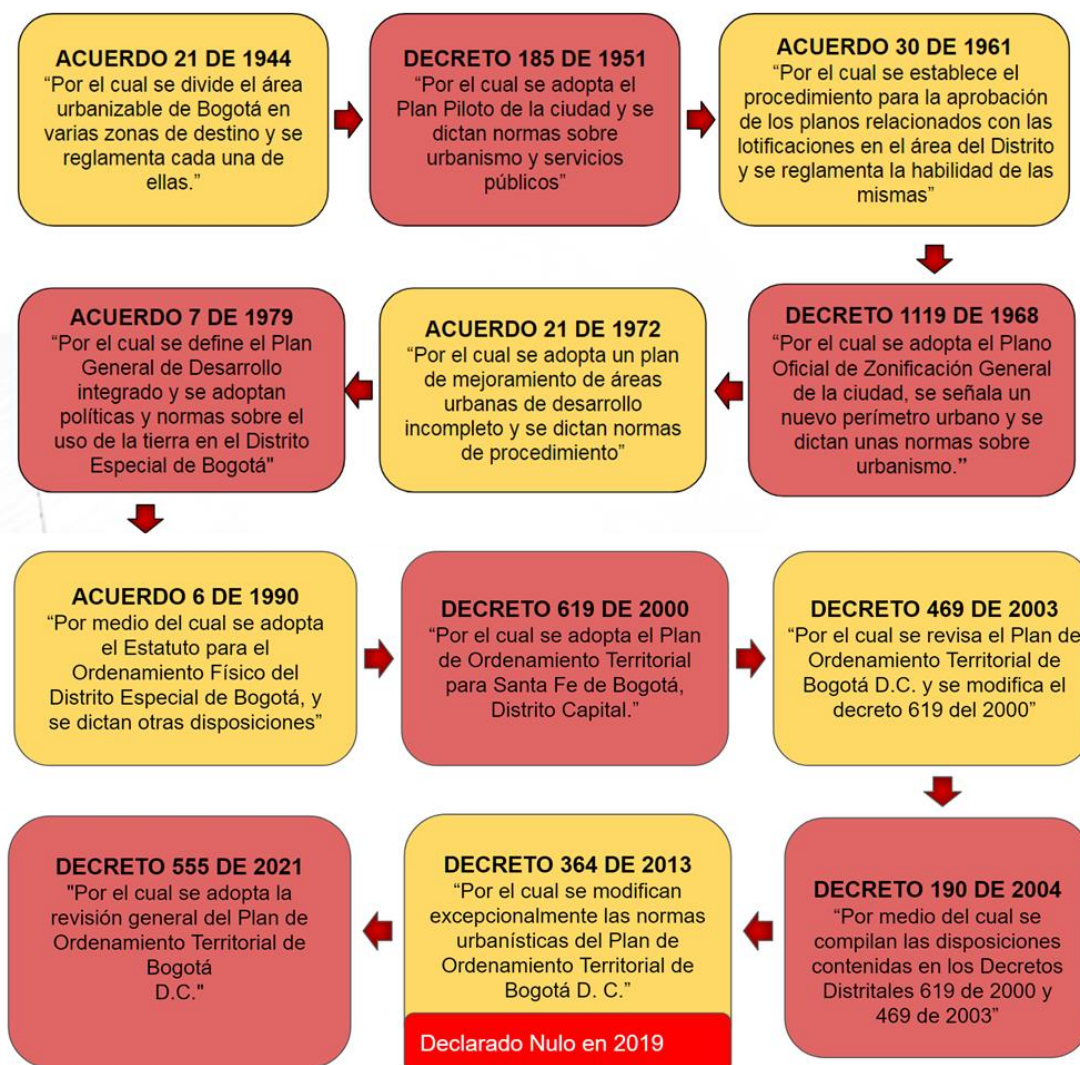 ACUERDO 21 DE 1944
“Por el cual se divide el área
urbanizable de Bogotá en
varias zonas de destino y se
reglamenta cada una de
ellas.”
DECRETO 185 DE 1951
“Por el cual se adopta el
Plan Piloto de la ciudad y se
dictan normas sobre
urbanismo y servicios
públicos”
ACUERDO 30 DE 1961
“Por el cual se establece el
procedimiento para la aprobación
de los planos relacionados con las
lotificaciones en el área del Distrito
y se reglamenta la habilidad de las
mismas”
DECRETO 1119 DE 1968
“Por el cual se adopta el Plano
Oficial de Zonificación General
de la ciudad, se señala un
nuevo perímetro urbano y se
dictan unas normas sobre
urbanismo.”
ACUERDO 21 DE 1972
“Por el cual se adopta un plan
de mejoramiento de áreas
urbanas de desarrollo
incompleto y se dictan normas
de procedimiento”
ACUERDO 7 DE 1979
“Por el cual se define el Plan
General de Desarrollo
integrado y se adoptan
políticas y normas sobre el
uso de la tierra en el Distrito
Especial de Bogotá"
ACUERDO 6 DE 1990
“Por medio del cual se adopta
el Estatuto para el
Ordenamiento Físico del
Distrito Especial de Bogotá, y
se dictan otras disposiciones”
DECRETO 619 DE 2000
“Por el cual se adopta el Plan
de Ordenamiento Territorial
para Santa Fe de Bogotá,
Distrito Capital.”
DECRETO 469 DE 2003
“Por el cual se revisa el Plan de
Ordenamiento Territorial de
Bogotá D.C. y se modifica el
decreto 619 del 2000”
DECRETO 190 DE 2004
“Por medio del cual se
compilan las disposiciones
contenidas en los Decretos
Distritales 619 de 2000 y
469 de 2003”
DECRETO 364 DE 2013
“Por el cual se modifican
excepcionalmente las normas
urbanísticas del Plan de
Ordenamiento Territorial de
Bogotá D. C.”
Declarado Nulo en 2019
DECRETO 555 DE 2021
"Por el cual se adopta la
revisión general del Plan de
Ordenamiento Territorial de
Bogotá
D.C."